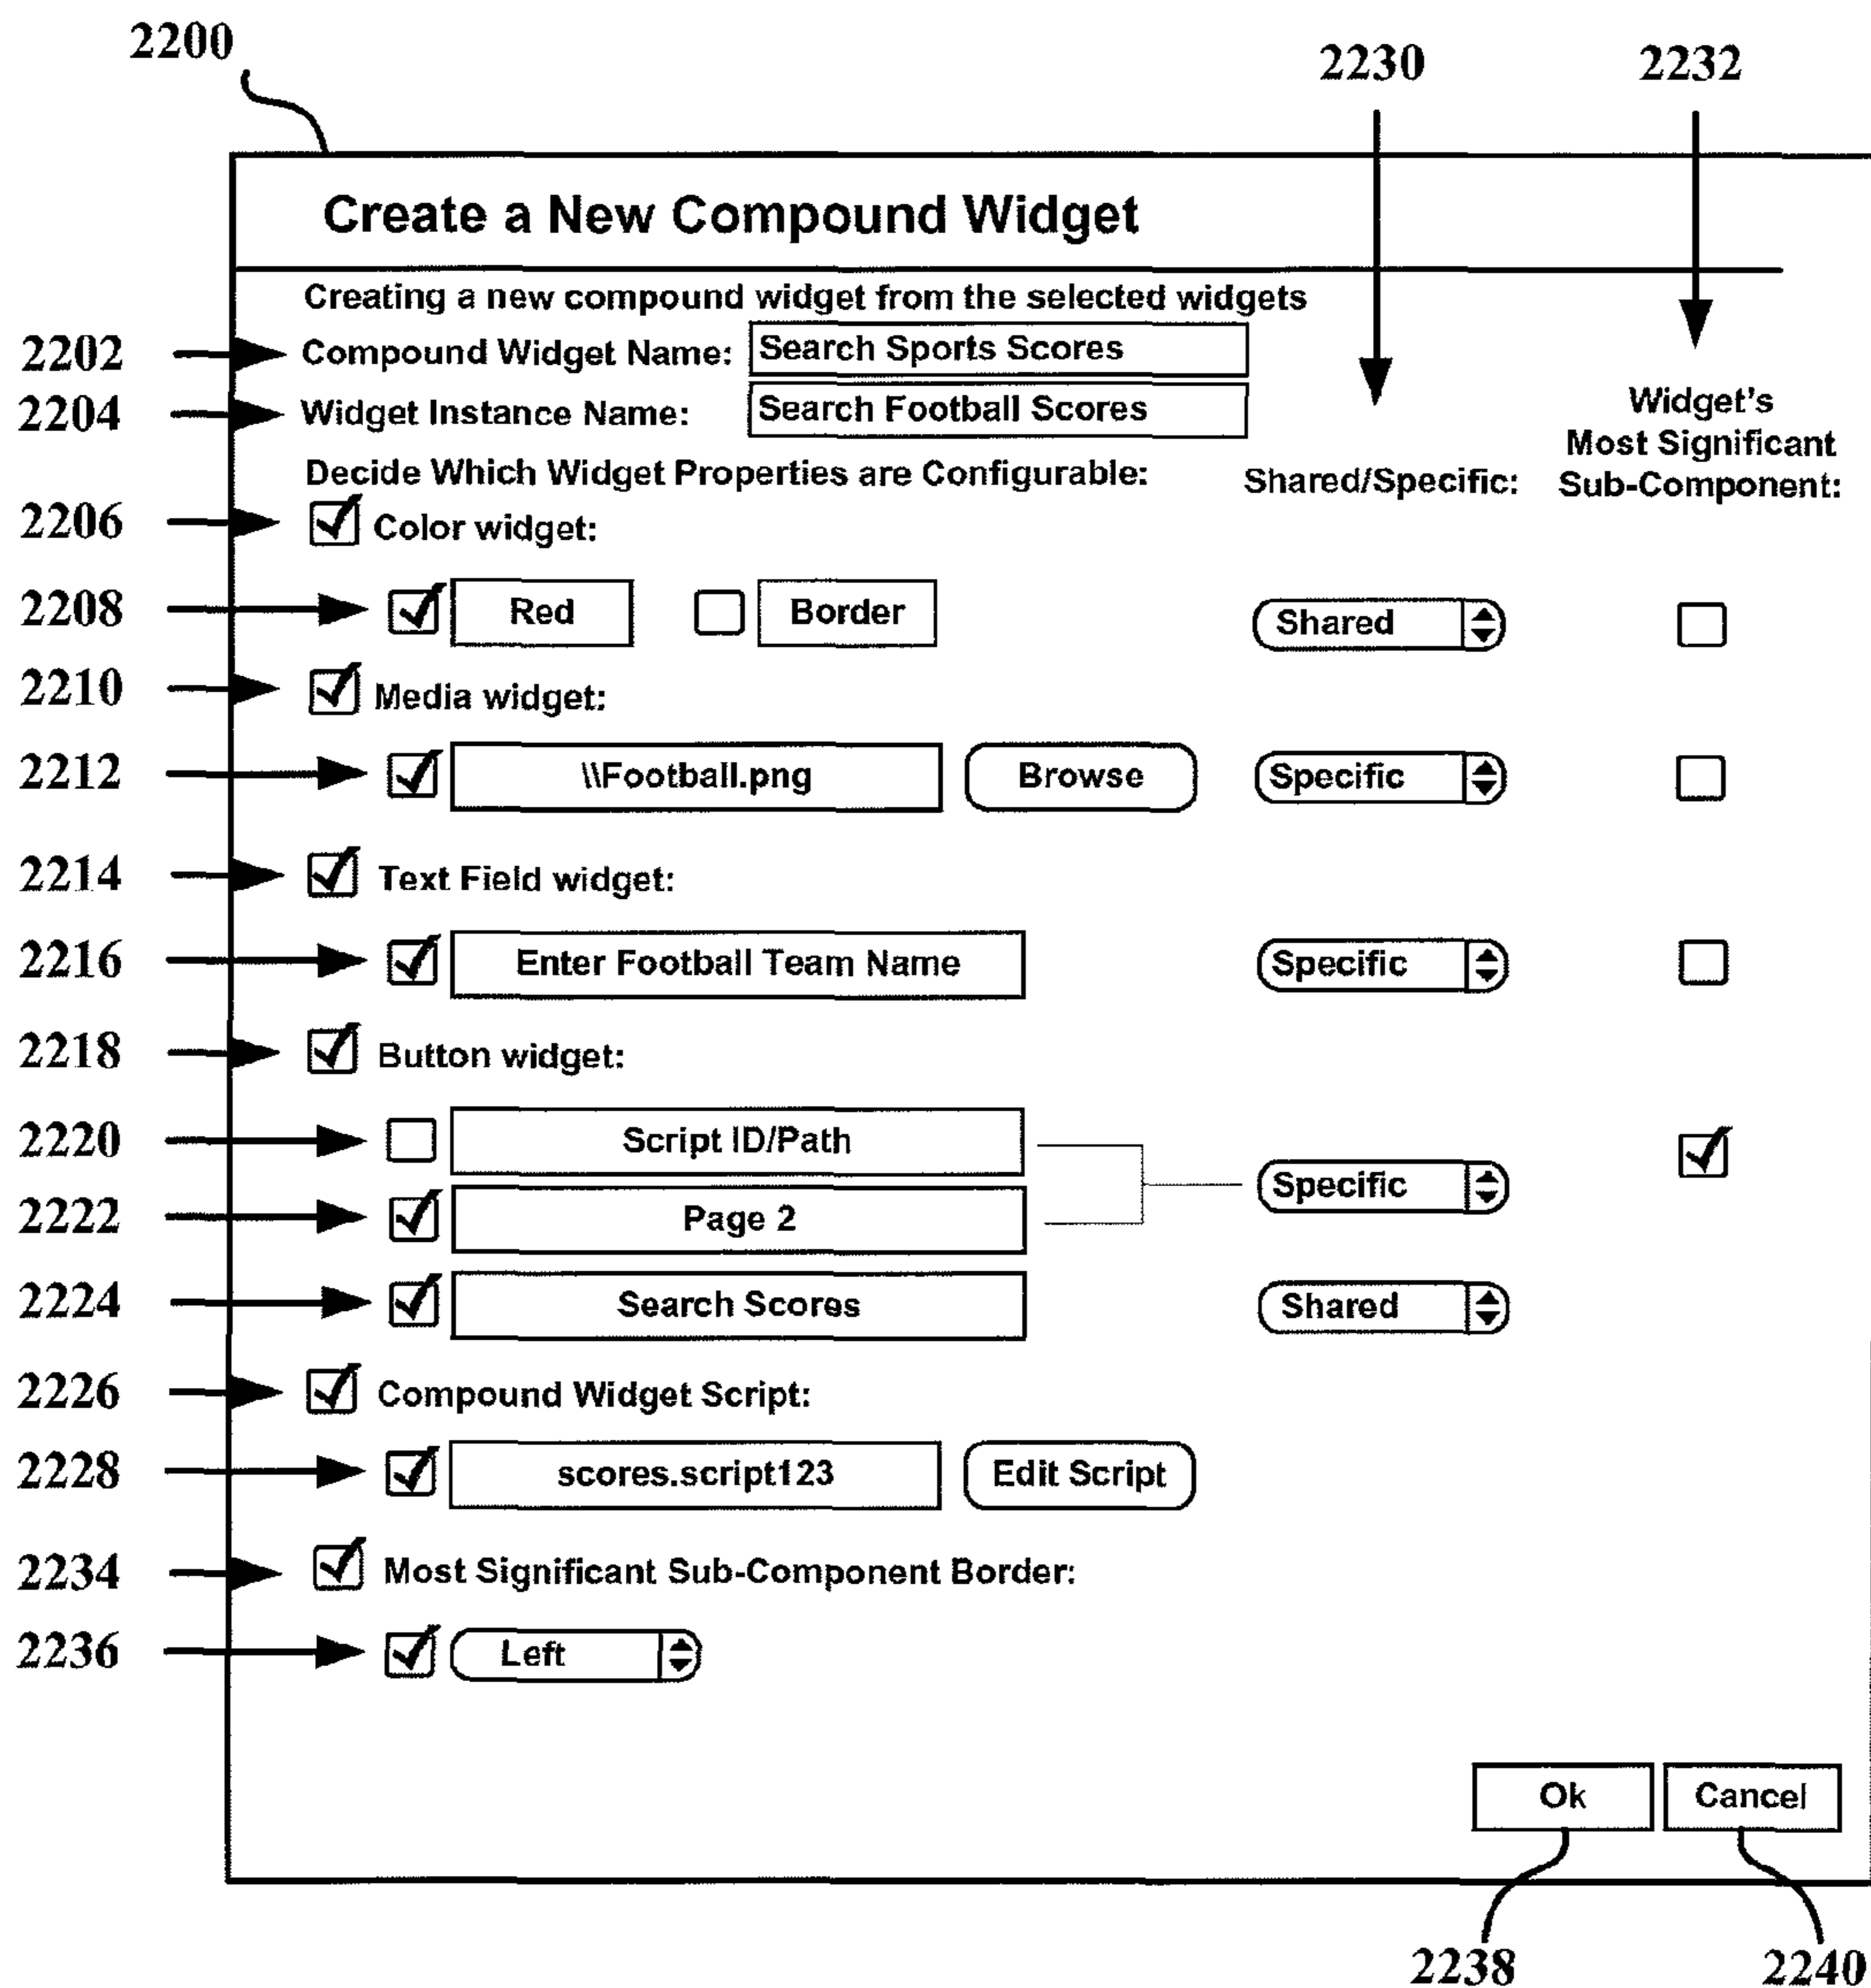 2200
2230 2232
Create a New Compound Widget
Creating a new compound widget from the selected widgets
2202 Compound Widget Name: Search Sports Scores
2204 Widget Instance Name: Search Football Scores
Widget's
Most Significant
Sub-Component:
Decide Which Widget Properties are Configurable: Shared/Specific:
2206 Color widget:
2208 Red Border Shared
2210 Media widget:
2212 \\Football.png Browse Specific
2214 Text Field widget:
2216 Enter Football Team Name Specific
2218 Button widget:
2220 Script ID/Path
Specific
2222 Page 2
2224 Search Scores Shared
2226 Compound Widget Script:
2228 scores.script123 Edit Script
2234 Most Significant Sub-Component Border:
2236 Left
Ok Cancel
2238 2240